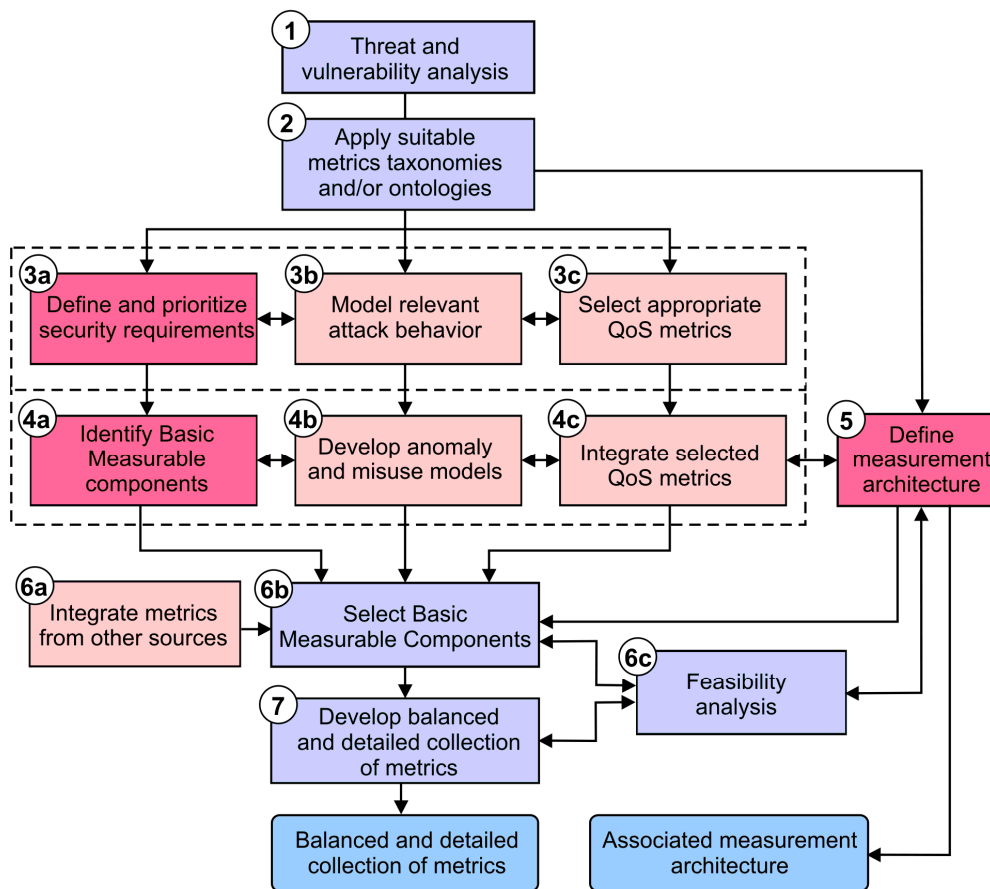 1
Threat and
vulnerability analysis
2
Apply suitable
metrics taxonomies
and/or ontologies
3a
Define and prioritize
security requirements
3b
Model relevant
attack behavior
3c
Select appropriate
QoS metrics
4a
Identify Basic
Measurable
components
4b
Develop anomaly
and misuse models
4c
Integrate selected
QoS metrics
5
Define
measurement
architecture
6a
Integrate metrics
from other sources
6b
Select Basic
Measurable Components
6c
Feasibility
analysis
7
Develop balanced
and detailed collection
of metrics
Balanced and detailed
collection of metrics
Associated measurement
architecture